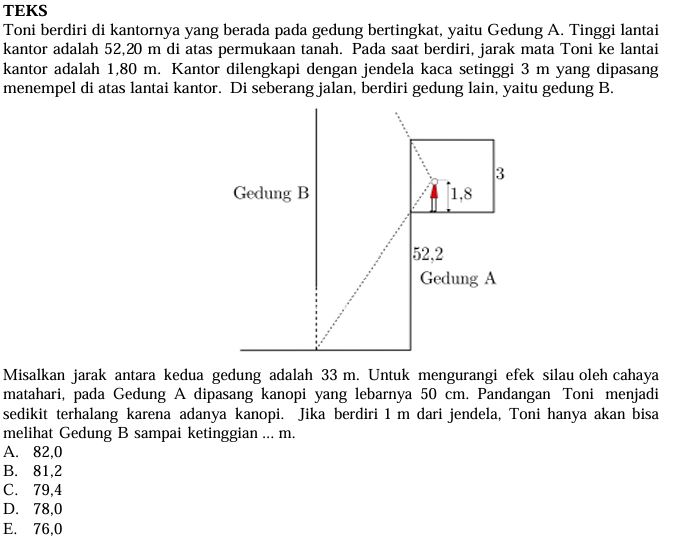 TEKS
Toni berdiri di kantornya yang berada pada gedung bertingkat, yaitu Gedung A. Tinggi lantai
kantor adalah 52,20 m di atas permukaan tanah. Pada saat berdiri, jarak mata Toni ke lantai
kantor adalah 1,80 m. Kantor dilengkapi dengan jendela kaca setinggi 3 m yang dipasang
menempel di atas lantai kantor. Di seberang jalan, berdiri gedung lain, yaitu gedung B.
3
Gedung B
1,8
52,2
Gedung A
Misalkan jarak antara kedua gedung adalah 33 m. Untuk mengurangi efek silau oleh cahaya
matahari, pada Gedung A dipasang kanopi yang lebarnya 50 cm. Pandangan Toni menjadi
sedikit terhalang karena adanya kanopi. Jika berdiri 1 m dari jendela, Toni hanya akan bisa
melihat Gedung B sampai ketinggian ... m.
A. 82,0
B. 81,2
C. 79,4
D. 78,0
E. 76,0